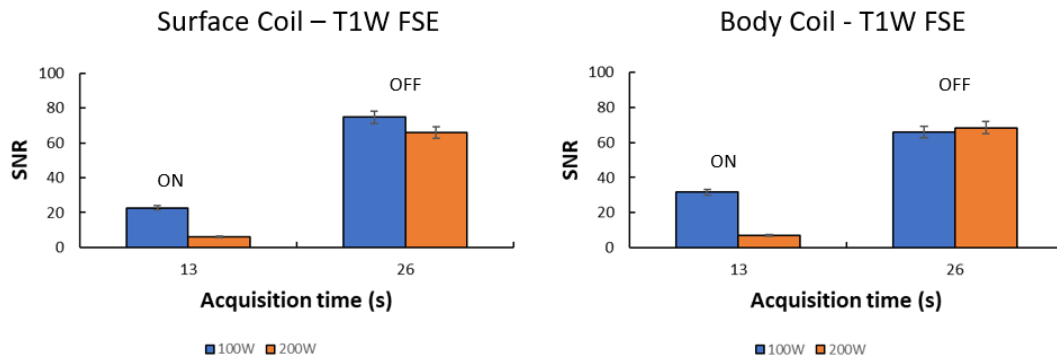 Surface Coil – T1W FSE
100
80
60
40
20
0
SNR
ON
OFF
13
26
Acquisition time (s)
100W 200W
Body Coil - T1W FSE
100
80
60
40
20
0
SNR
ON
OFF
13
26
Acquisition time (s)
100W 200W